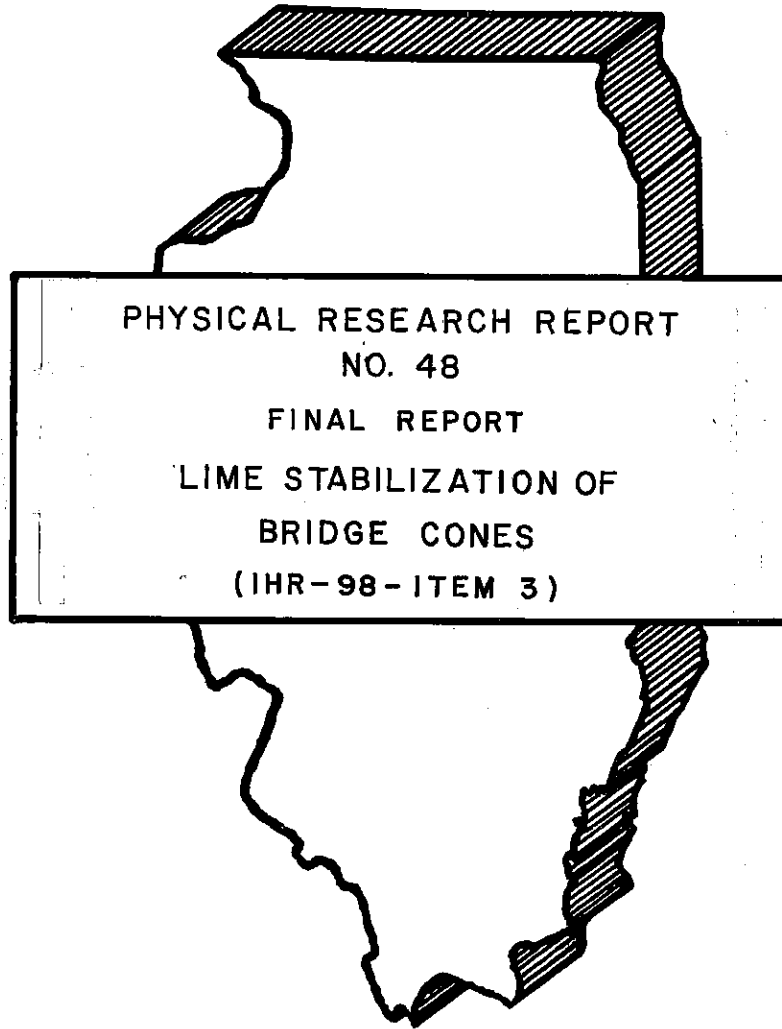 PHYSICAL RESEARCH REPORT
NO. 48
FINAL REPORT
LIME STABILIZATION OF
BRIDGE CONES
(IHR-98-ITEM 3)